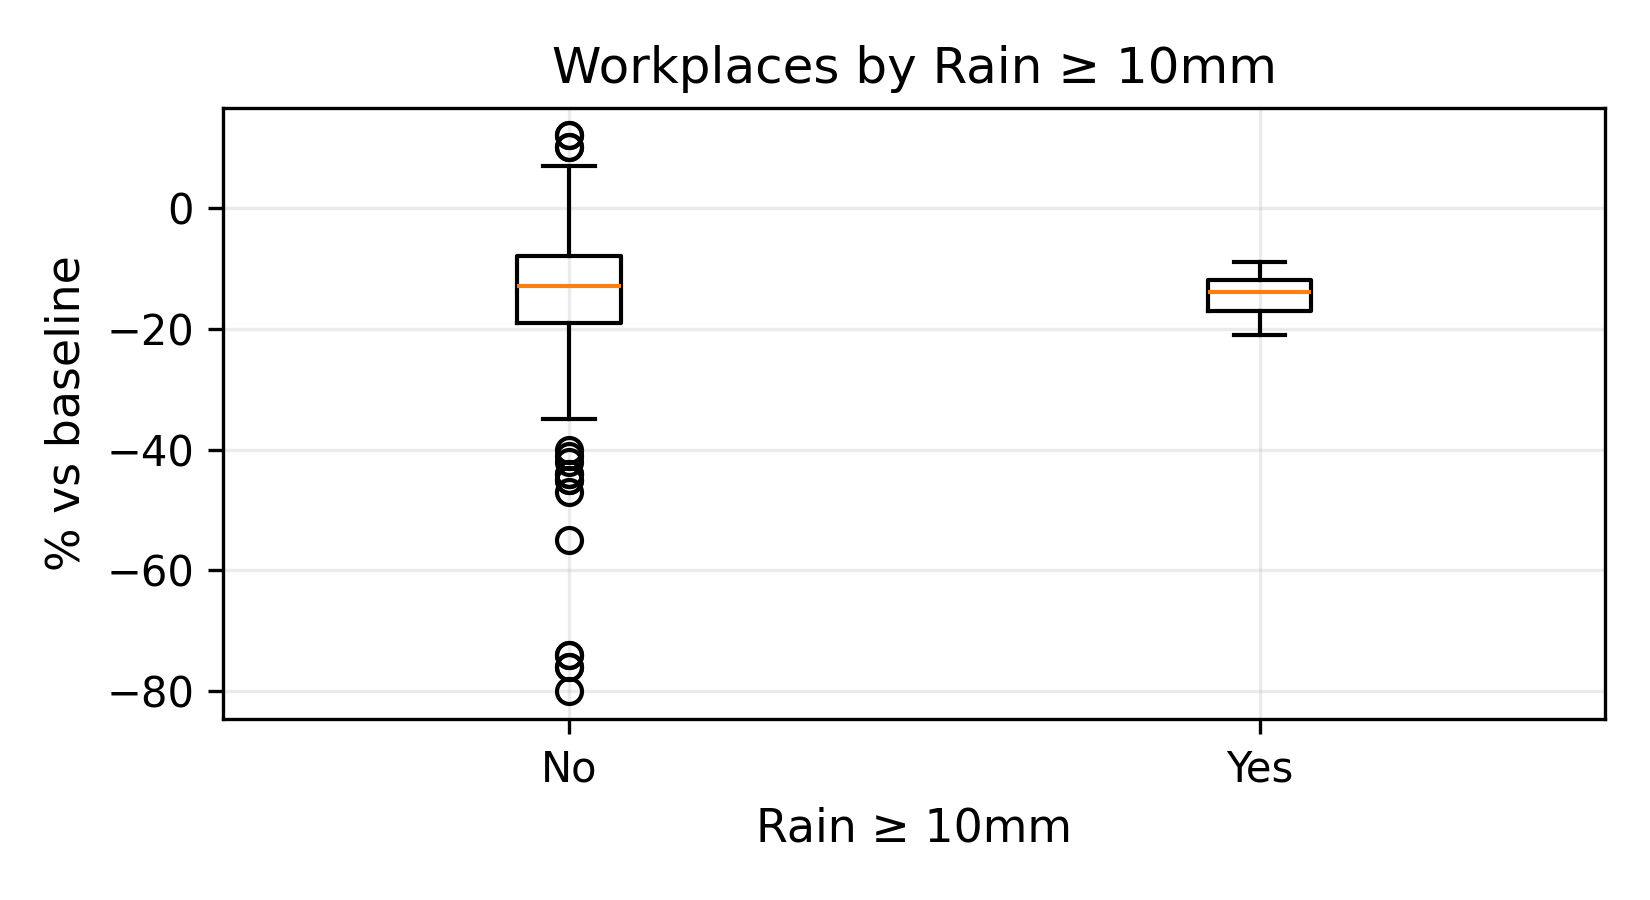 Workplaces by Rain ≥ 10mm
% vs baseline
0
−20
−40
−60
−80
No
Yes
Rain ≥ 10mm